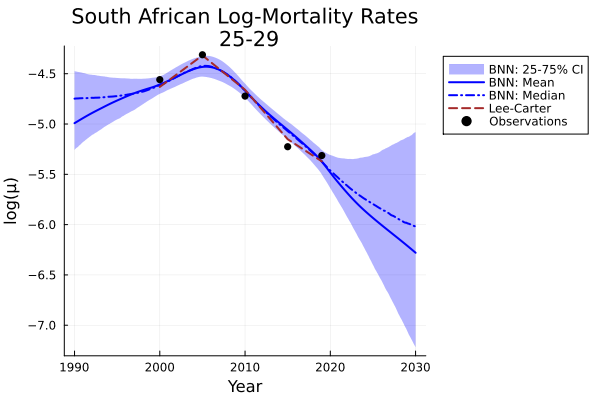 South African Log-Mortality Rates
25-29
BNN: 25-75% CI
BNN: Mean
BNN: Median
Lee-Carter
Observations
log(μ)
−4.5
−5.0
−5.5
−6.0
−6.5
−7.0
1990 2000 2010 2020 2030
Year